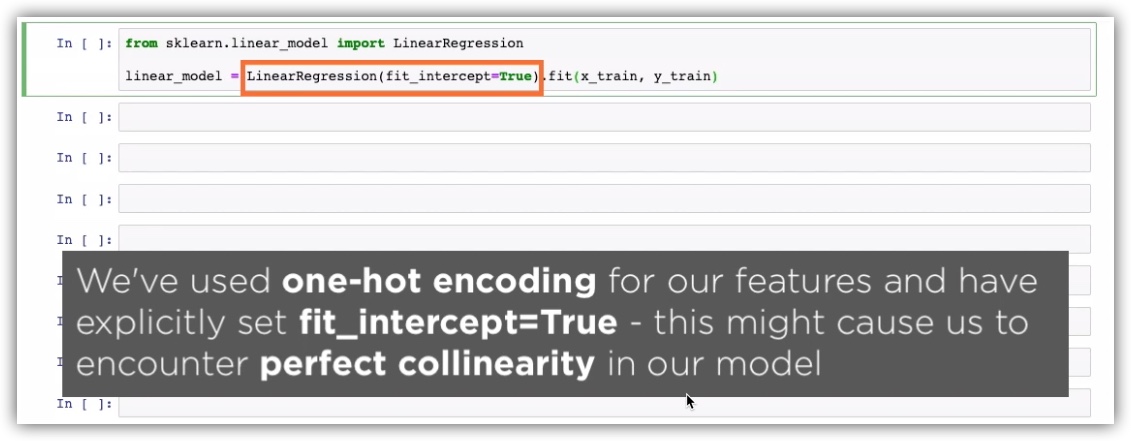 In [ ]: from sklearn.linear_model import LinearRegression
linear_model = LinearRegression(fit_intercept=True).fit(x_train, y_train)
In [ ]:
In [ ]:
In [ ]:
In [ ]:
We've used one-hot encoding for our features and have
explicitly set fit_intercept=True - this might cause us to
encounter perfect collinearity in our model
In [ ]: